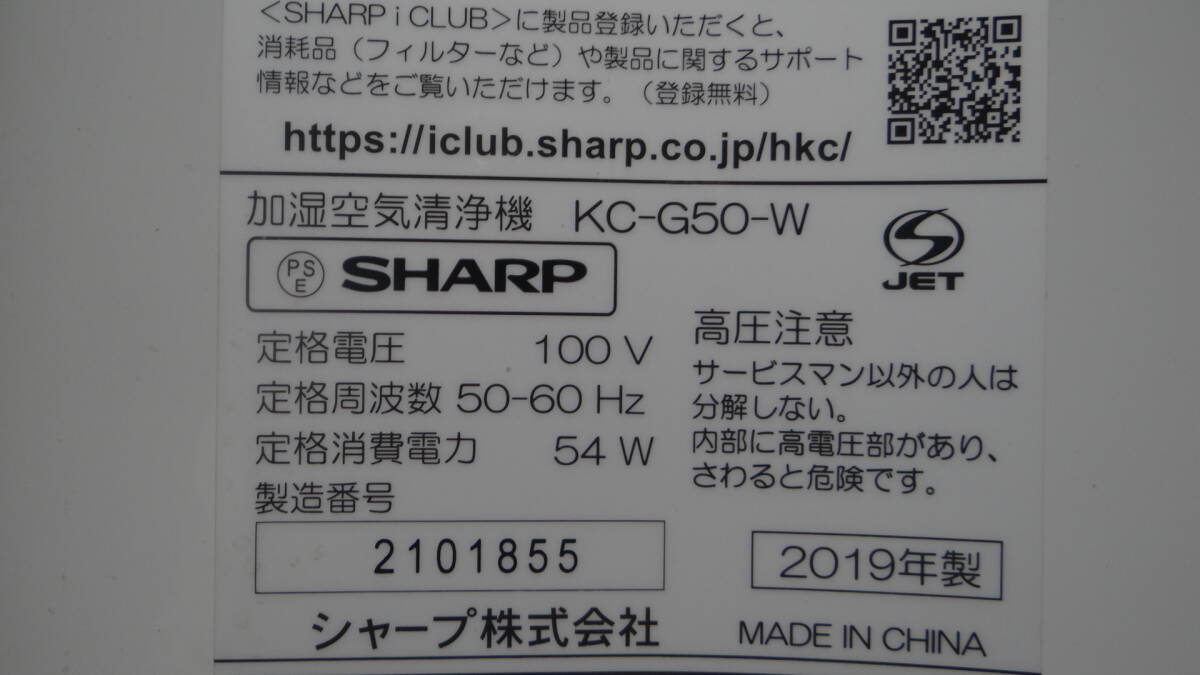 <SHARP i CLUB>に製品登録いただくと、
消耗品（フィルターなど）や製品に関するサポート
情報などをご覧いただけます。（登録無料）
https://iclub.sharp.co.jp/hkc/
加湿空気清浄機 KC-G50-W
JET
PS
E
SHARP
定格電圧 100 V
定格周波数 50-60 Hz
定格消費電力 54 W
製造番号
2101855
高圧注意
サービスマン以外の人は
分解しない。
内部に高電圧部があり、
さわると危険です。
2019年製
シャープ株式会社
MADE IN CHINA